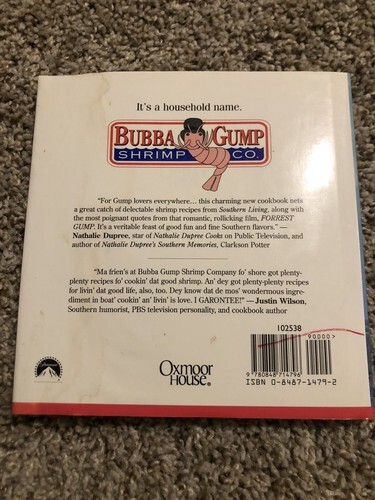 It's a household name.
BUBBA GUMP
SHRIMP CO.
"For Gump lovers everywhere... this charming new cookbook nets
a great catch of delectable shrimp recipes from Southern Living, along with
the most poignant quotes from that romantic, rollicking film, FORREST
GUMP. It's a veritable feast of good fun and fine Southern flavors." —
Nathalie Dupree, star of Nathalie Dupree Cooks on Public Television, and
author of Nathalie Dupree's Southern Memories, Clarkson Potter
"Ma frien's at Bubba Gump Shrimp Company fo' shore got plenty-
plenty recipes fo' cookin' dat good shrimp. An' dey got plenty-plenty recipes
for livin' dat good life, also, too. Dey know dat de mos' wondermous ingre-
diment in boat' cookin' an' livin' is love. I GARONTEE!" — Justin Wilson,
Southern humorist, PBS television personality, and cookbook author
102538
90000>
9 780848 714796
ISBN 0-8487-1479-2
Oxmoor
House®